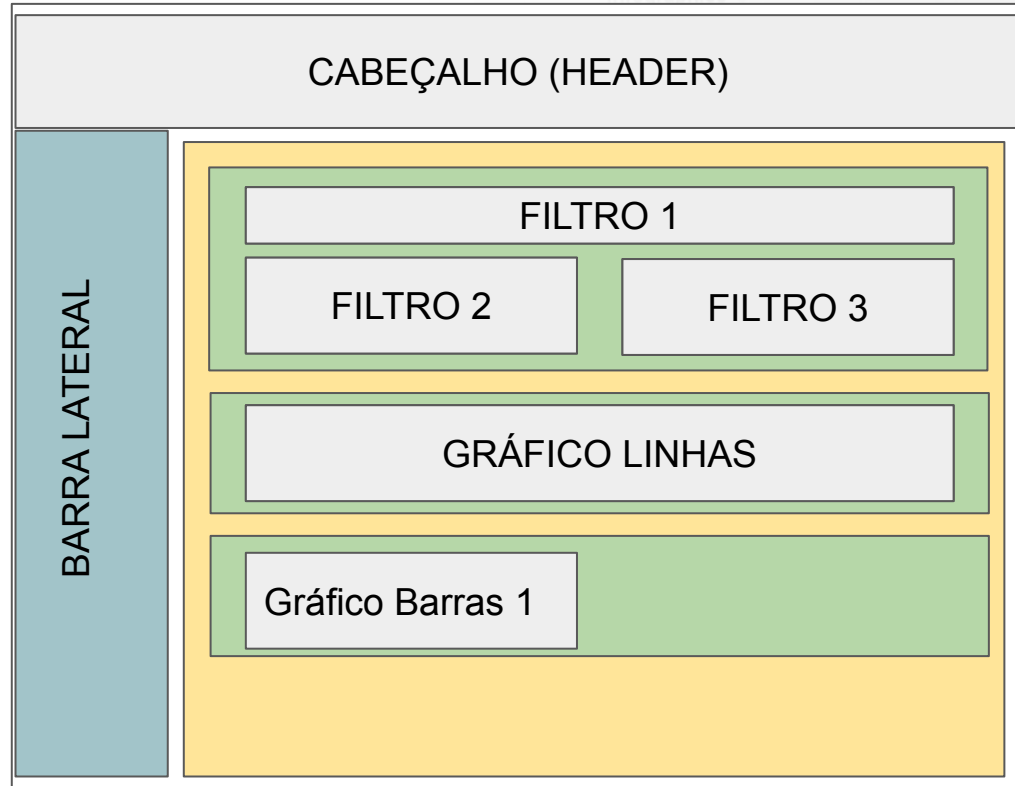 CABEÇALHO (HEADER)
BARRA LATERAL
FILTRO 1
FILTRO 2
FILTRO 3
GRÁFICO LINHAS
Gráfico Barras 1